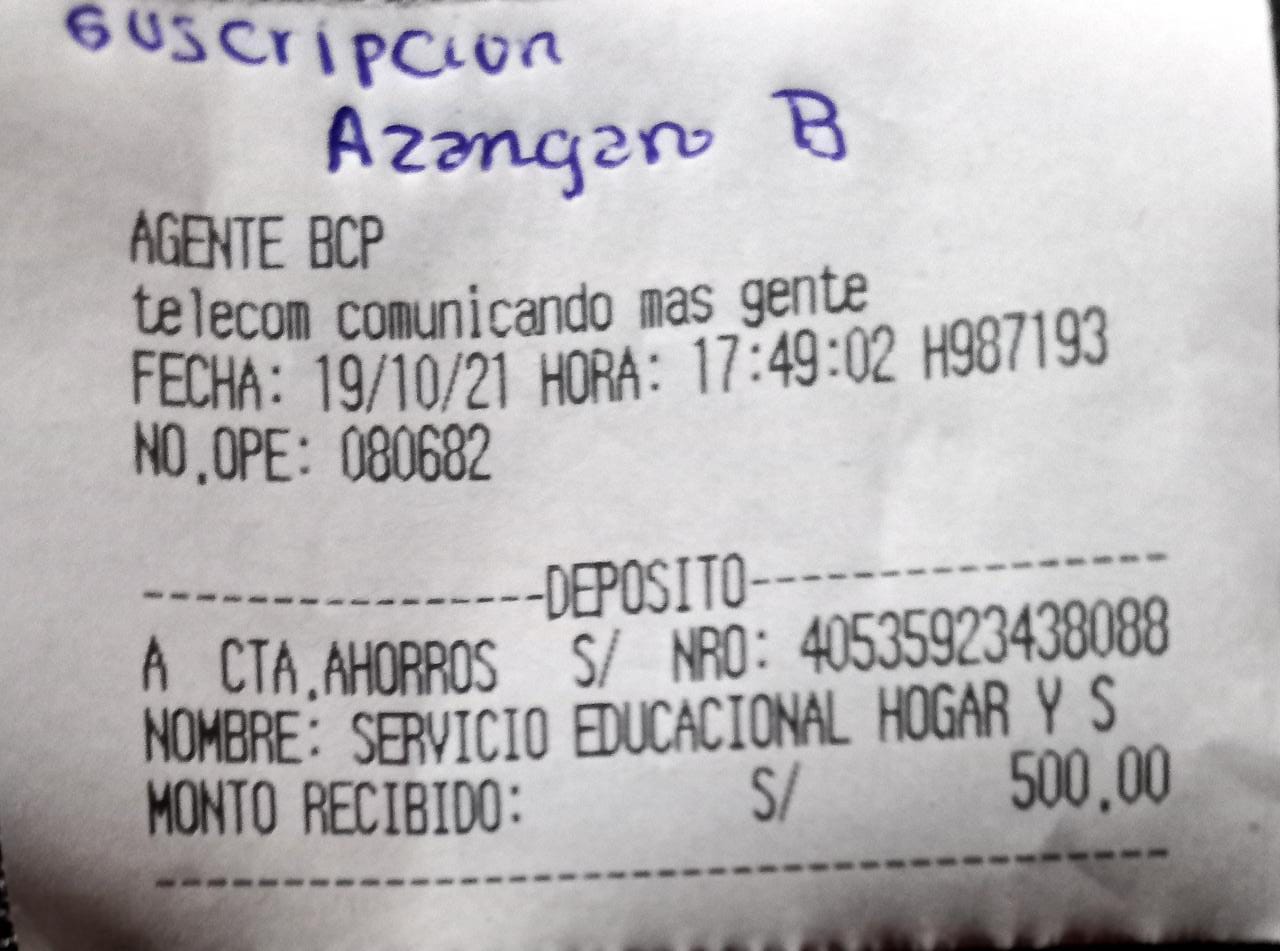 Suscripcion
Azangaro B
AGENTE BCP
telecom comunicando mas gente
FECHA: 19/10/21 HORA: 17:49:02 H987193
NO.OPE: 080682
----------------DEPOSITO----------------
A CTA.AHORROS S/ NRO: 40535923438088
NOMBRE: SERVICIO EDUCACIONAL HOGAR Y S
MONTO RECIBIDO: S/ 500.00